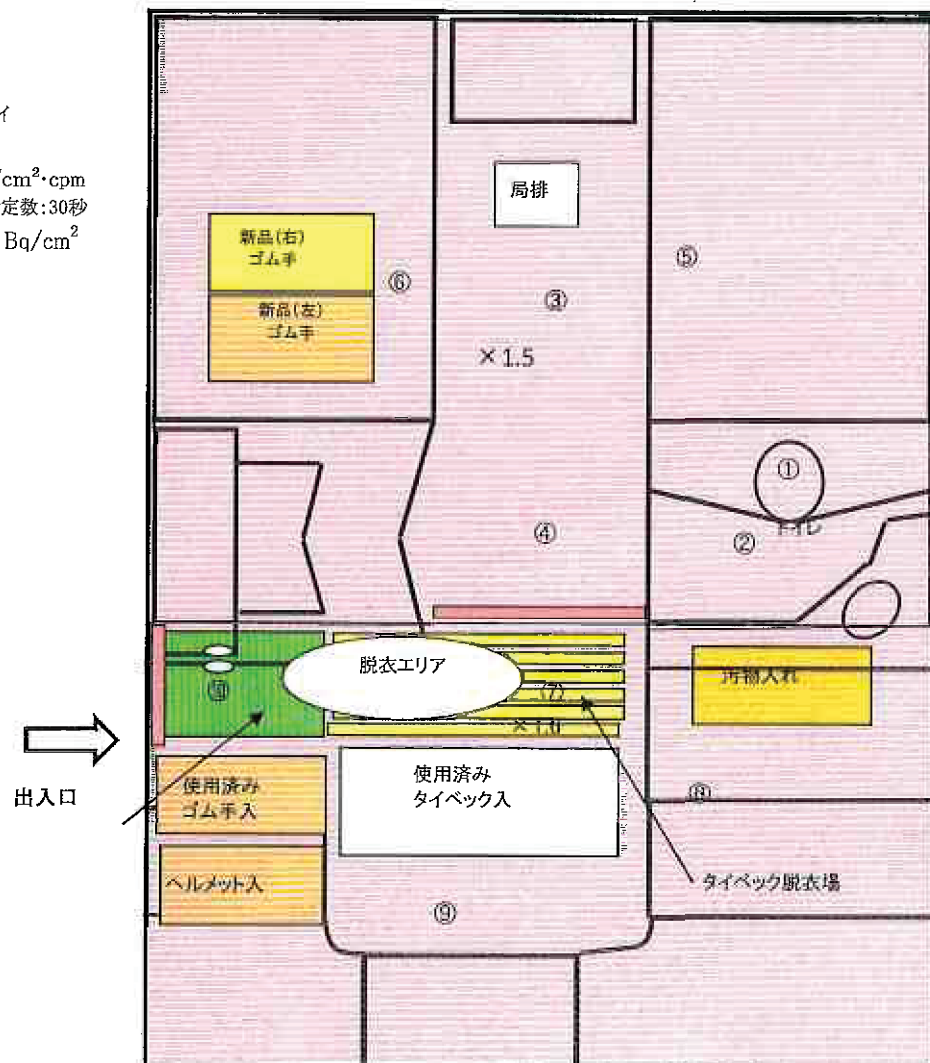 イ
/cm²・cpm
定数:30秒
Bq/cm²
局排
新品(右)
ゴム手
新品(左)
ゴム手
⑥
⑤
③
×1.5
①
④
②
トイレ
脱衣エリア
⑦
×1.0
汚物入れ
出入口
使用済み
ゴム手入
使用済み
タイベック入
⑧
ヘルメット入
タイベック脱衣場
⑨